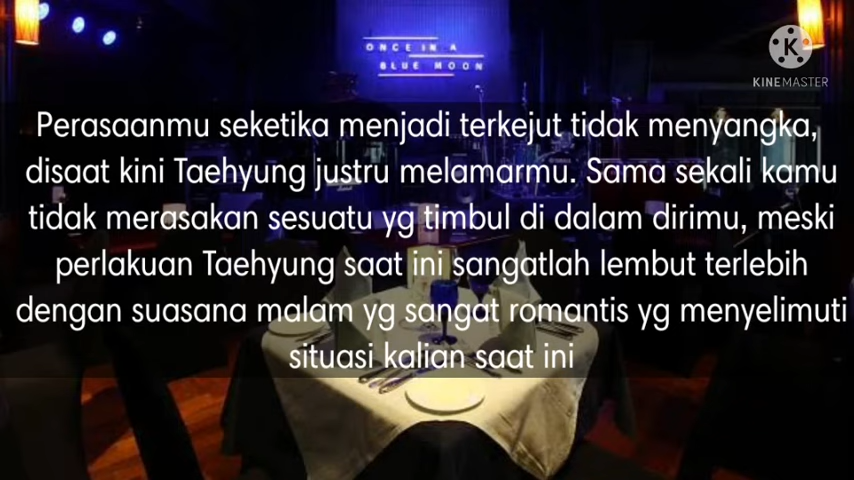 ONCE IN A
BLUE MOON
KINEMASTER
Perasaanmu seketika menjadi terkejut tidak menyangka,
disaat kini Taehyung justru melamarmu. Sama sekali kamu
tidak merasakan sesuatu yg timbul di dalam dirimu, meski
perlakuan Taehyung saat ini sangatlah lembut terlebih
dengan suasana malam yg sangat romantis yg menyelimuti
situasi kalian saat ini